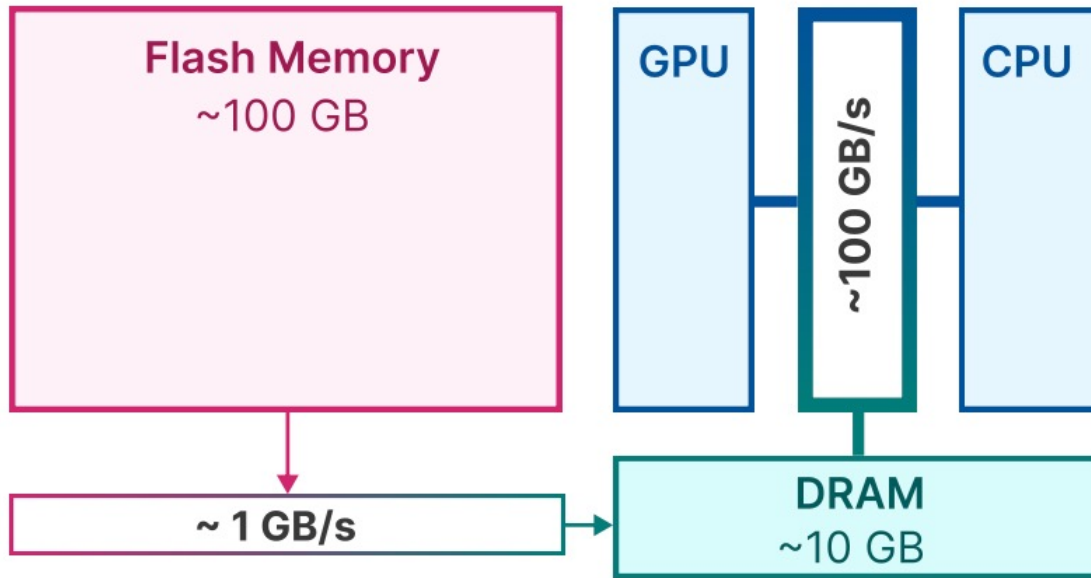 Flash Memory
~100 GB
GPU
~100 GB/s
CPU
~ 1 GB/s
DRAM
~10 GB